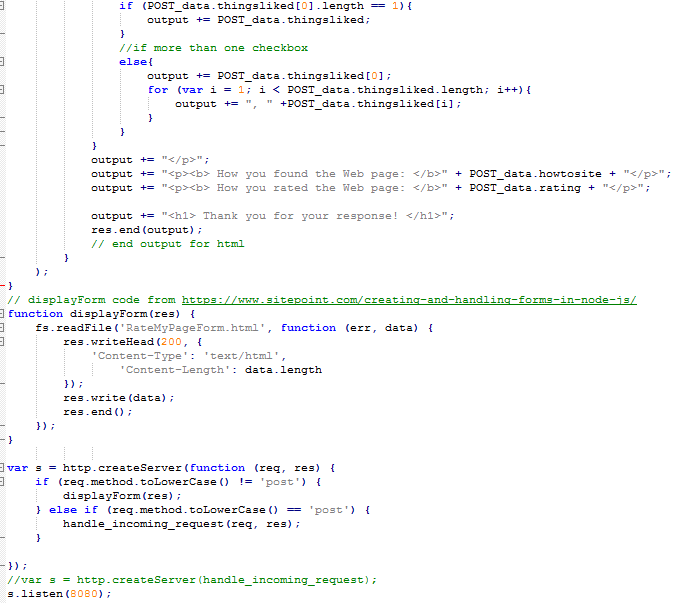 if (POST_data.thingsliked[0].length == 1){
output += POST_data.thingsliked;
}
//if more than one checkbox
else{
output += POST_data.thingsliked[0];
for (var i = 1; i < POST_data.thingsliked.length; i++){
output += ", " +POST_data.thingsliked[i];
}
}
}
output += "</p>";
output += "<p><b> How you found the Web page: </b>" + POST_data.howtosite + "</p>";
output += "<p><b> How you rated the Web page: </b>" + POST_data.rating + "</p>";
output += "<h1> Thank you for your response! </h1>";
res.end(output);
// end output for html
}
);
}
// displayForm code from https://www.sitepoint.com/creating-and-handling-forms-in-node-js/
function displayForm(res) {
fs.readFile('RateMyPageForm.html', function (err, data) {
res.writeHead(200, {
'Content-Type': 'text/html',
'Content-Length': data.length
});
res.write(data);
res.end();
});
}
var s = http.createServer(function (req, res) {
if (req.method.toLowerCase() != 'post') {
displayForm(res);
} else if (req.method.toLowerCase() == 'post') {
handle_incoming_request(req, res);
}
});
//var s = http.createServer(handle_incoming_request);
s.listen(8080);